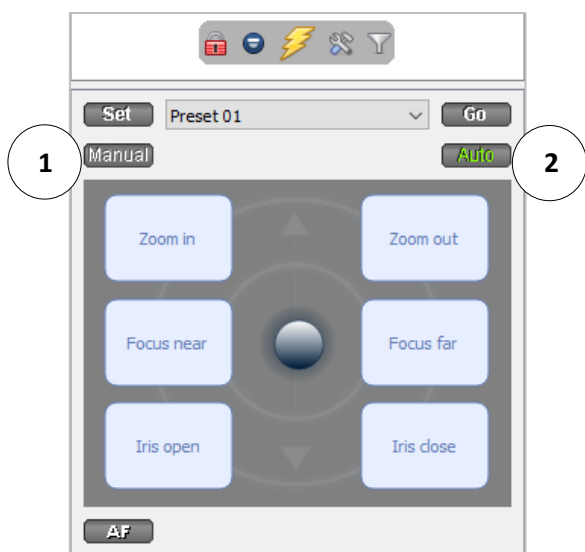 Set Preset 01 Go
1 Manual Auto 2
Zoom in Zoom out
Focus near Focus far
Iris open Iris close
AF